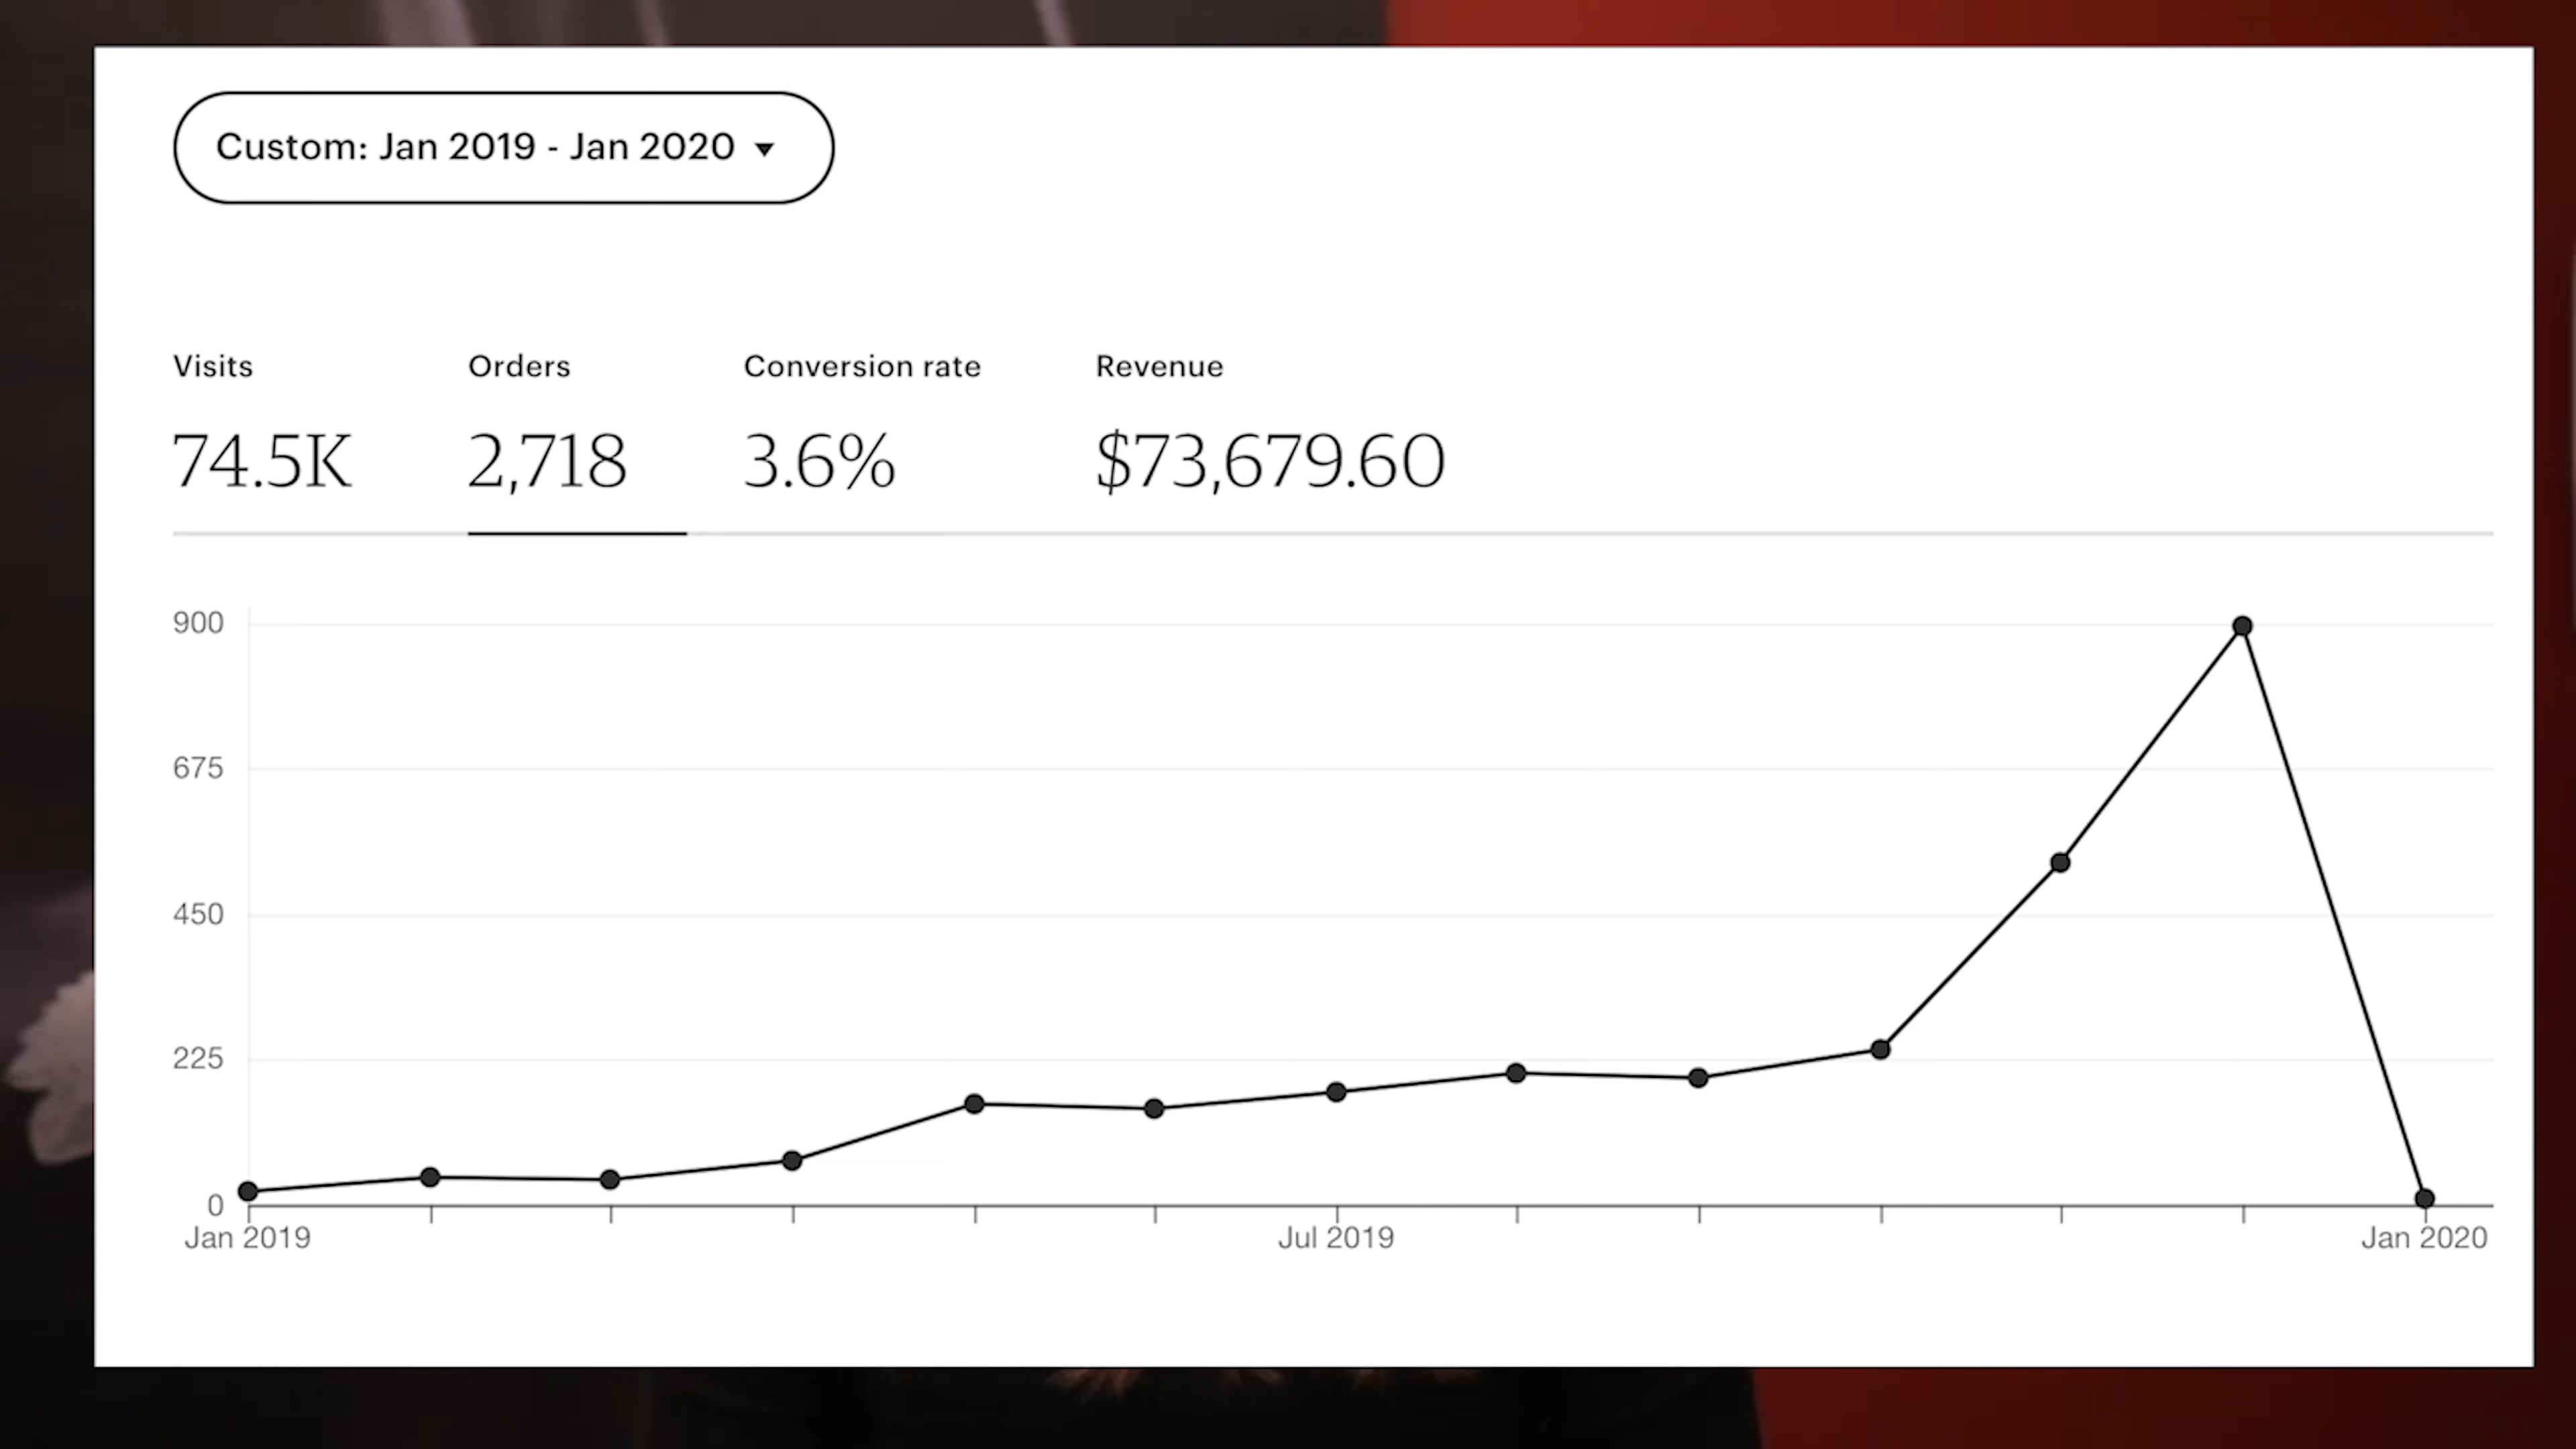 Custom: Jan 2019 - Jan 2020
Visits Orders Conversion rate Revenue
74.5K 2,718 3.6% $73,679.60
900
675
450
225
0
Jan 2019 Jul 2019 Jan 2020